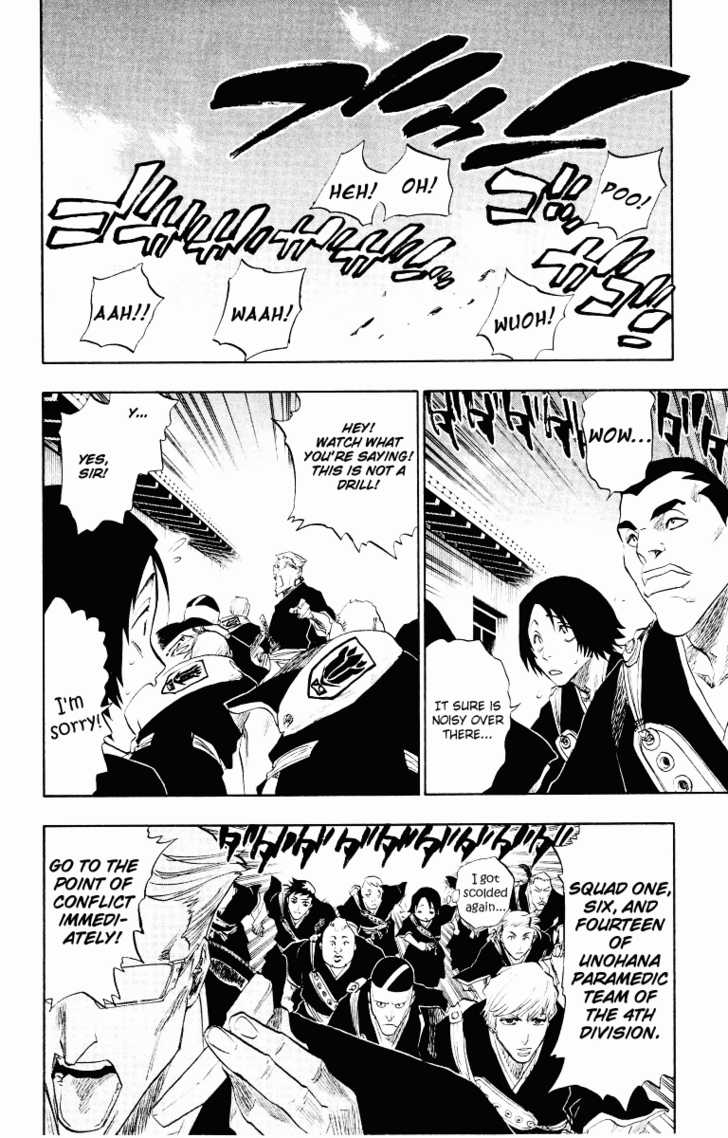 DOO!
OH!
HEH!
WUOH!
WAAH!
AAH!!
WOW...
IT SURE IS
NOISY OVER
THERE...
HEY!
WATCH WHAT
YOU'RE SAYING!
THIS IS NOT A
DRILL!
Y...
YES,
SIR!
I'm
sorry!
SQUAD ONE,
SIX, AND
FOURTEEN
OF
UNOHANA
PARAMEDIC
TEAM OF
THE 4TH
DIVISION.
I got
scolded
again...
GO TO THE
POINT OF
CONFLICT
IMMEDI-
ATELY!